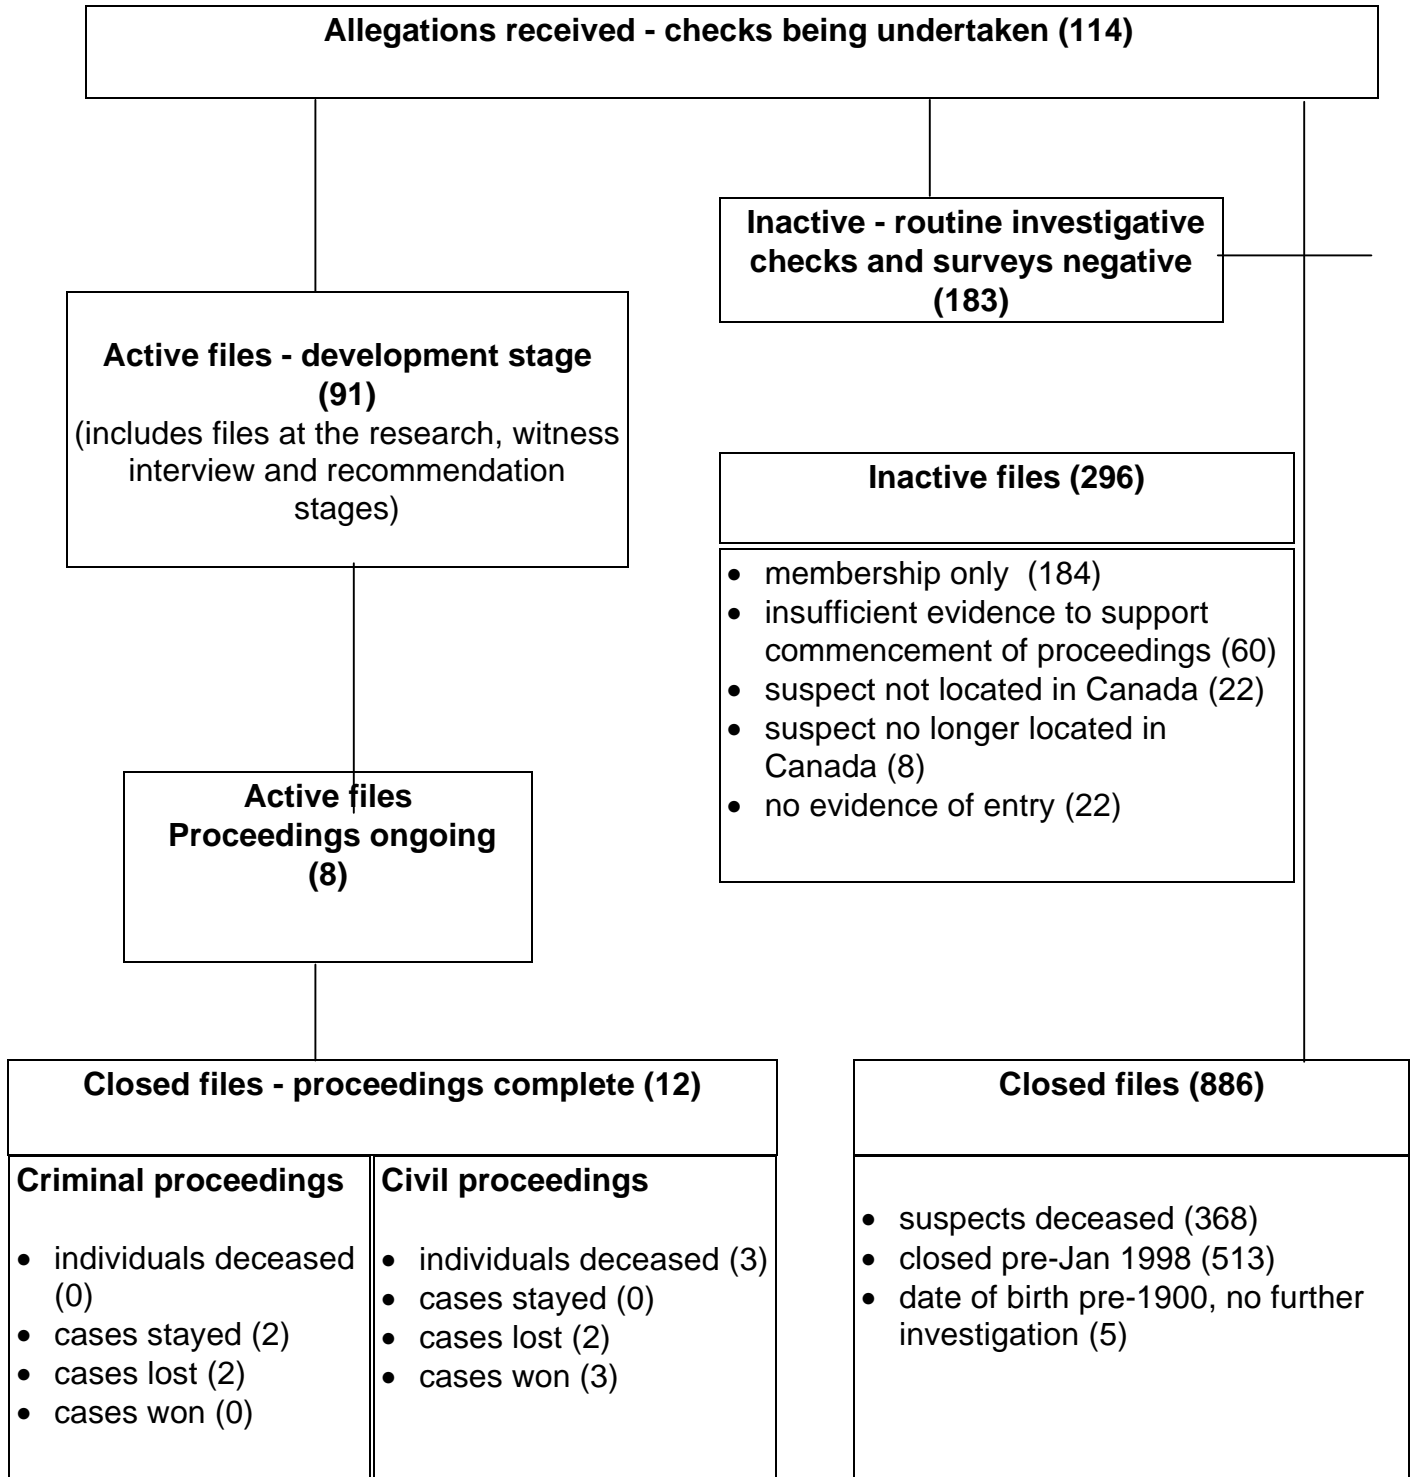 Allegations received - checks being undertaken (114)
Inactive - routine investigative
checks and surveys negative
(183)
Active files - development stage
(91)
(includes files at the research, witness
interview and recommendation
stages)
Inactive files (296)
• membership only  (184)
• insufficient evidence to support
commencement of proceedings (60)
• suspect not located in Canada (22)
• suspect no longer located in
Canada (8)
• no evidence of entry (22)
Active files
Proceedings ongoing
(8)
Closed files - proceedings complete (12)
Criminal proceedings
• individuals deceased
(0)
• cases stayed (2)
• cases lost (2)
• cases won (0)
Civil proceedings
• individuals deceased (3)
• cases stayed (0)
• cases lost (2)
• cases won (3)
Closed files (886)
• suspects deceased (368)
• closed pre-Jan 1998 (513)
• date of birth pre-1900, no further
investigation (5)